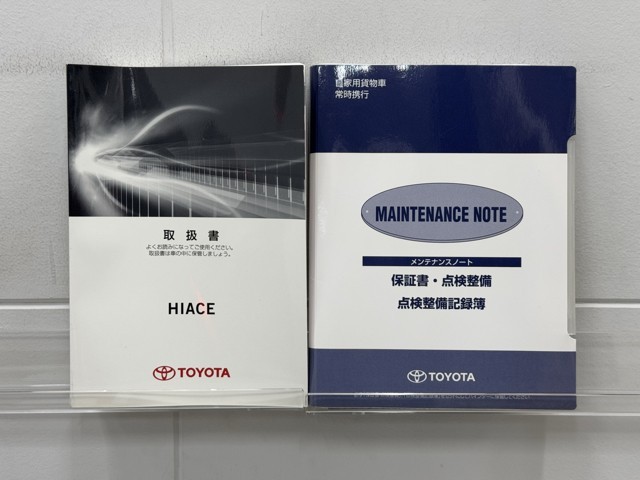 取扱書
よくお読みになってご使用ください。
取扱書は車の中に保管しましょう。
HIACE
TOYOTA
自家用貨物車
常時携行
MAINTENANCE NOTE
メンテナンスノート
保証書・点検整備
点検整備記録簿
TOYOTA